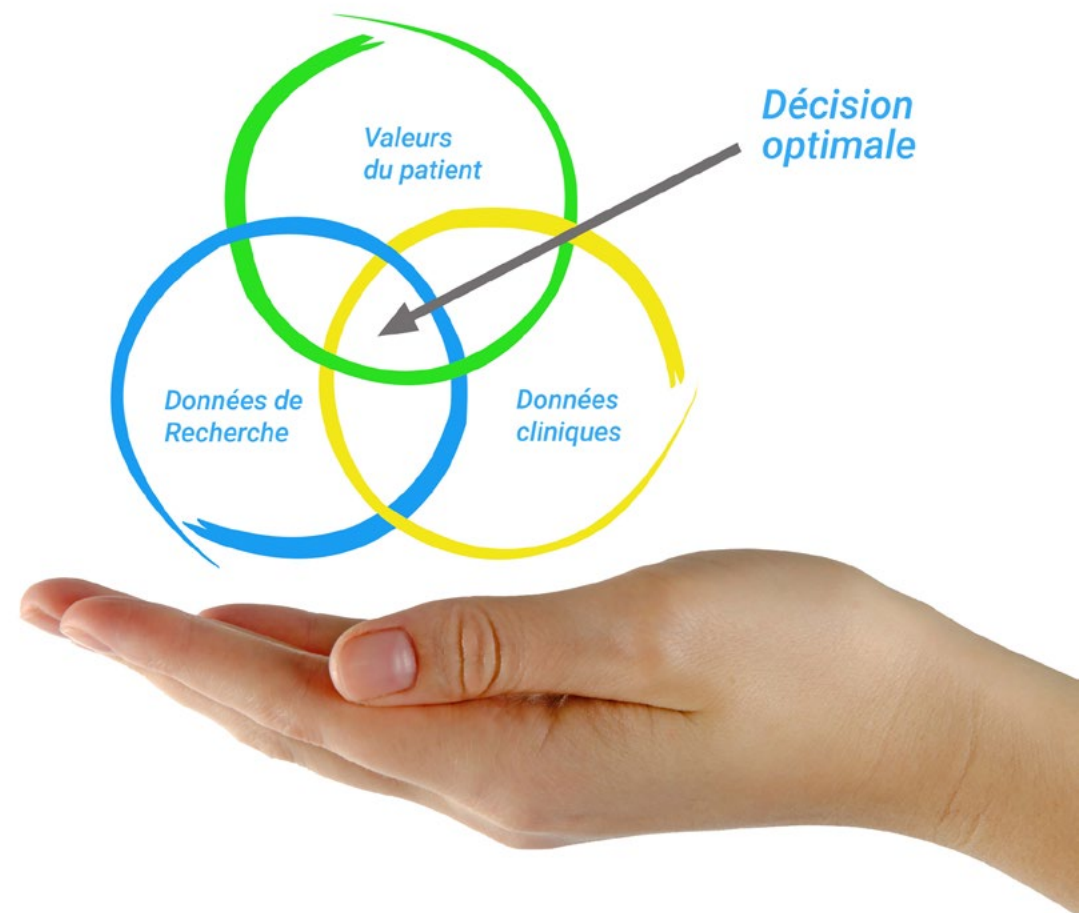 Décision
optimale
Valeurs
du patient
Données de
Recherche
Données
cliniques